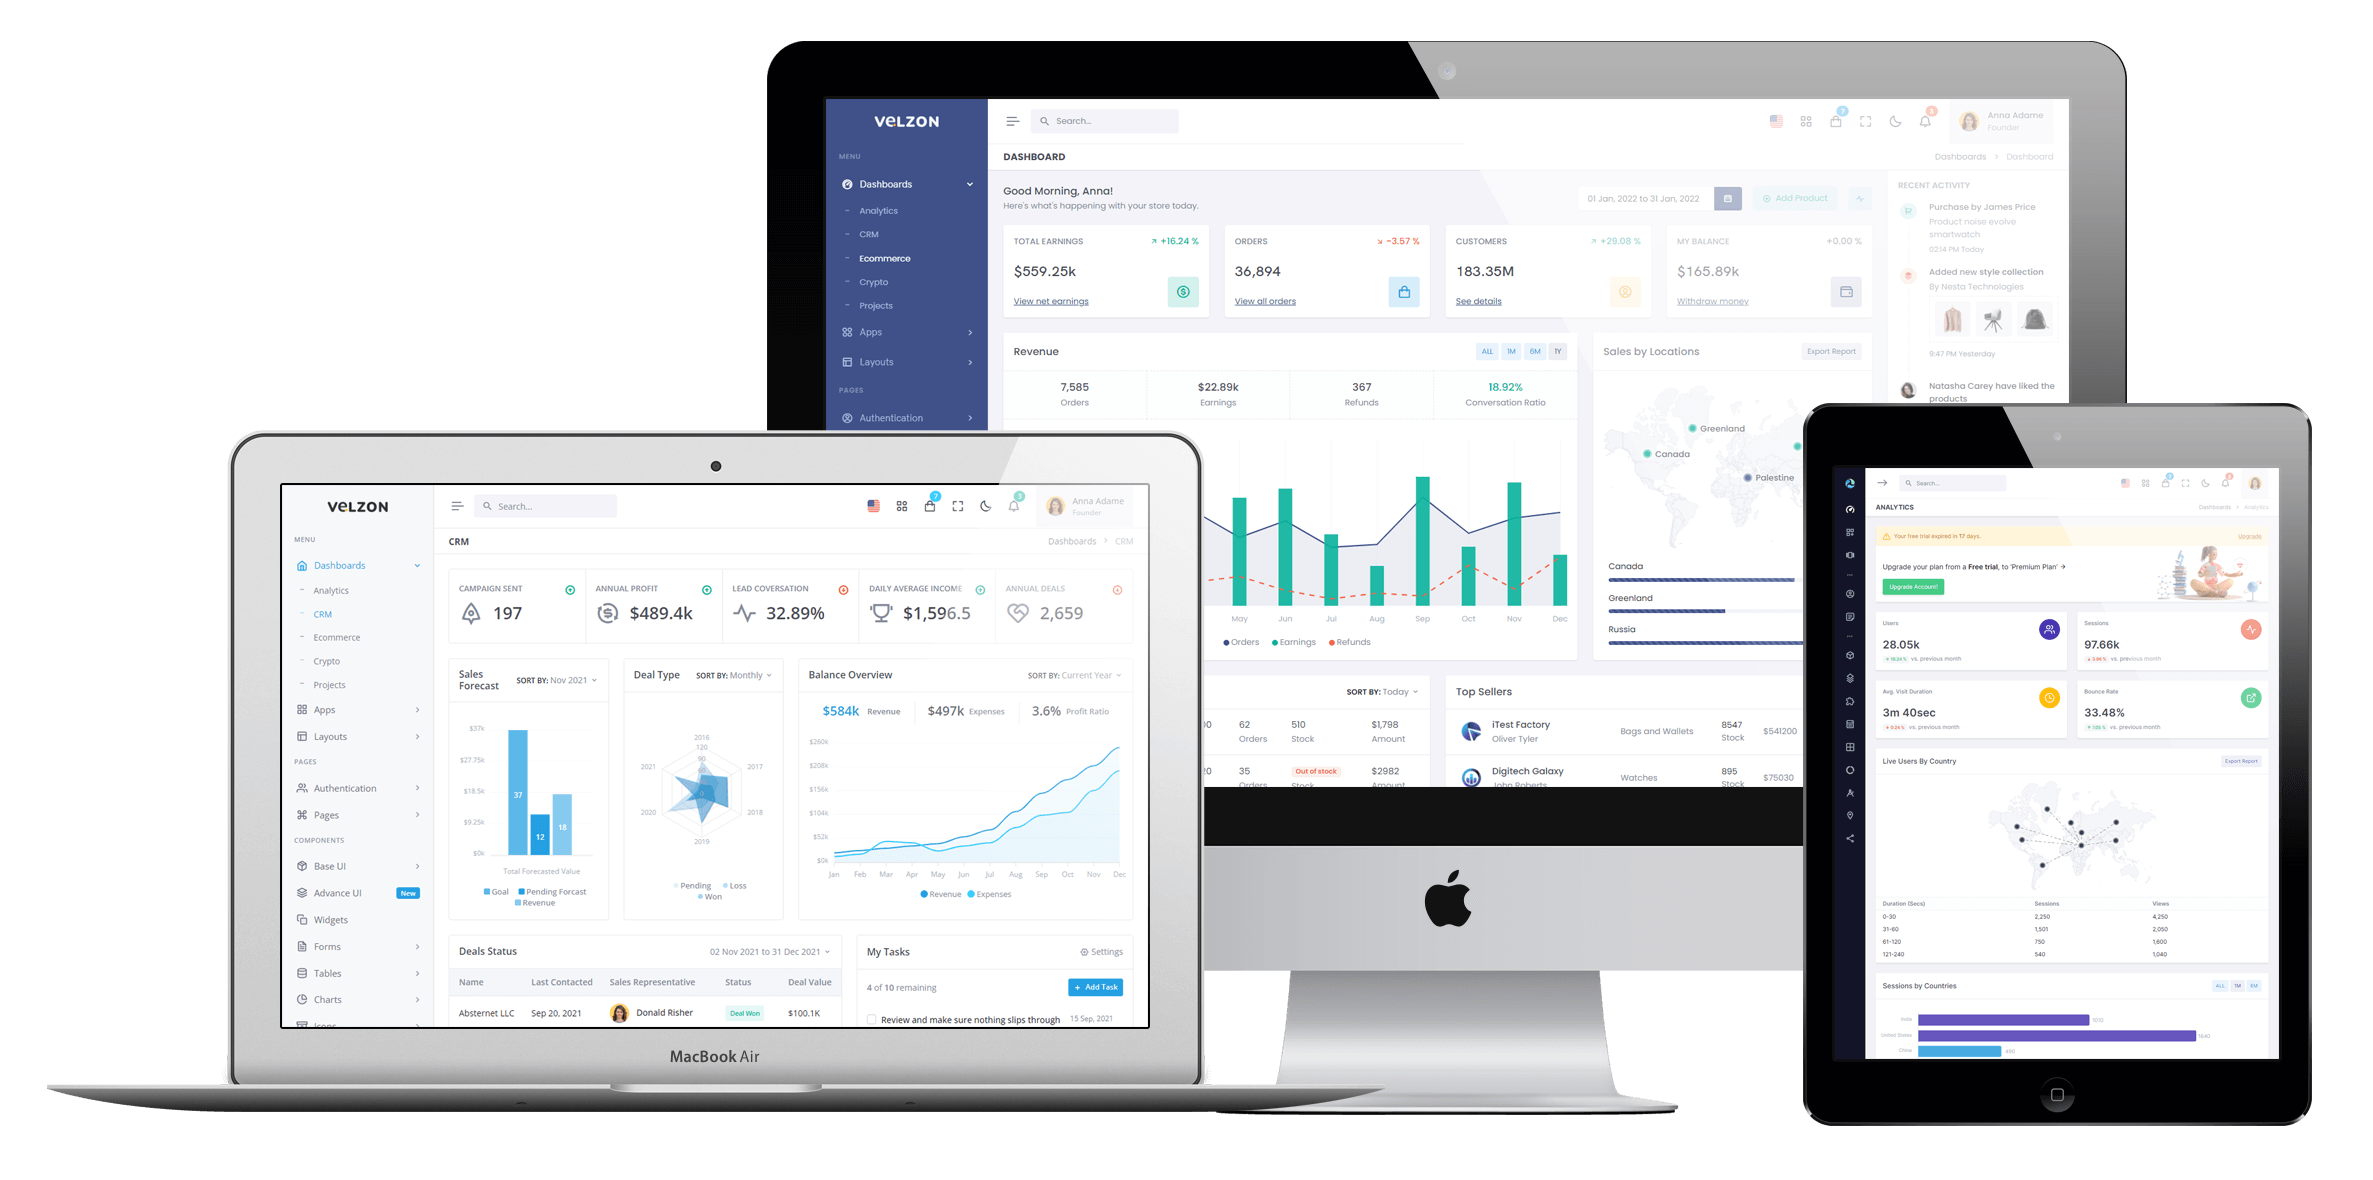 VELZON
Search...
7
3
Anna Adame
Founder
MENU
DASHBOARD
Dashboards > Dashboard
Dashboards
Analytics
CRM
Ecommerce
Crypto
Projects
Apps
Layouts
PAGES
Authentication
Good Morning, Anna!
Here's what's happening with your store today.
01 Jan, 2022 to 31 Jan, 2022
Add Product
TOTAL EARNINGS
+16.24 %
$559.25k
View net earnings
ORDERS
-3.57 %
36,894
View all orders
CUSTOMERS
+29.08 %
183.35M
See details
MY BALANCE
+0.00 %
$165.89k
Withdraw money
RECENT ACTIVITY
Purchase by James Price
Product noise evolve
smartwatch
02:14 PM Today
Added new style collection
By Nesta Technologies
9:47 PM Yesterday
Natasha Carey have liked the
products
Revenue
ALL 1M 6M 1Y
7,585
Orders
$22.89k
Earnings
367
Refunds
18.92%
Conversation Ratio
May Jun Jul Aug Sep Oct Nov Dec
Orders Earnings Refunds
Sales by Locations
Export Report
Greenland
Canada
Palestine
Canada
Greenland
Russia
SORT BY: Today
00 62 510 $1,798
Orders Stock Amount
20 35 Out of stock $2982
Orders Stock Amount
Top Sellers
iTest Factory
Oliver Tyler
Bags and Wallets
8547
Stock
$541200
Digitech Galaxy
John Roberts
Watches
895
Stock
$75030
VELZON
Search...
7
3
Anna Adame
Founder
MENU
CRM
Dashboards > CRM
Dashboards
Analytics
CRM
Ecommerce
Crypto
Projects
Apps
Layouts
PAGES
Authentication
Pages
COMPONENTS
Base UI
Advance UI New
Widgets
Forms
Tables
Charts
Icons
CAMPAIGN SENT
197
ANNUAL PROFIT
$489.4k
LEAD COVERSATION
32.89%
DAILY AVERAGE INCOME
$1,596.5
ANNUAL DEALS
2,659
Sales
Forecast
SORT BY: Nov 2021
$37k
$27.75k
$18.5k
$9.25k
$0k
37
12
18
Total Forecasted Value
Goal Pending Forcast
Revenue
Deal Type
SORT BY: Monthly
2016
120
90
2021
2017
2020
2018
2019
Pending Loss
Won
Balance Overview
SORT BY: Current Year
$584k Revenue
$497k Expenses
3.6% Profit Ratio
$260k
$208k
$156k
$104k
$52k
$0k
Jan Feb Mar Apr May Jun Jul Aug Sep Oct Nov Dec
Revenue Expenses
Deals Status
02 Nov 2021 to 31 Dec 2021
Name Last Contacted Sales Representative Status Deal Value
Absternet LLC Sep 20, 2021 Donald Risher Deal Won $100.1K
My Tasks
Settings
4 of 10 remaining
+ Add Task
Review and make sure nothing slips through
15 Sep, 2021
MacBook Air
Search...
ANALYTICS
Dashboards > Analytics
Your free trial expired in 17 days.
Upgrade
Upgrade your plan from a Free trial, to 'Premium Plan' →
Upgrade Account!
Users
28.05k
vs. previous month
Sessions
97.66k
vs. previous month
Avg. Visit Duration
3m 40sec
vs. previous month
Bounce Rate
33.48%
vs. previous month
Live Users By Country
Export Report
Duration (Secs) Sessions Views
0-30 2,250 4,250
31-60 1,501 2,050
61-120 750 1,600
121-240 540 1,040
Sessions by Countries
ALL 1M 6M
India 1010
United States 1640
China